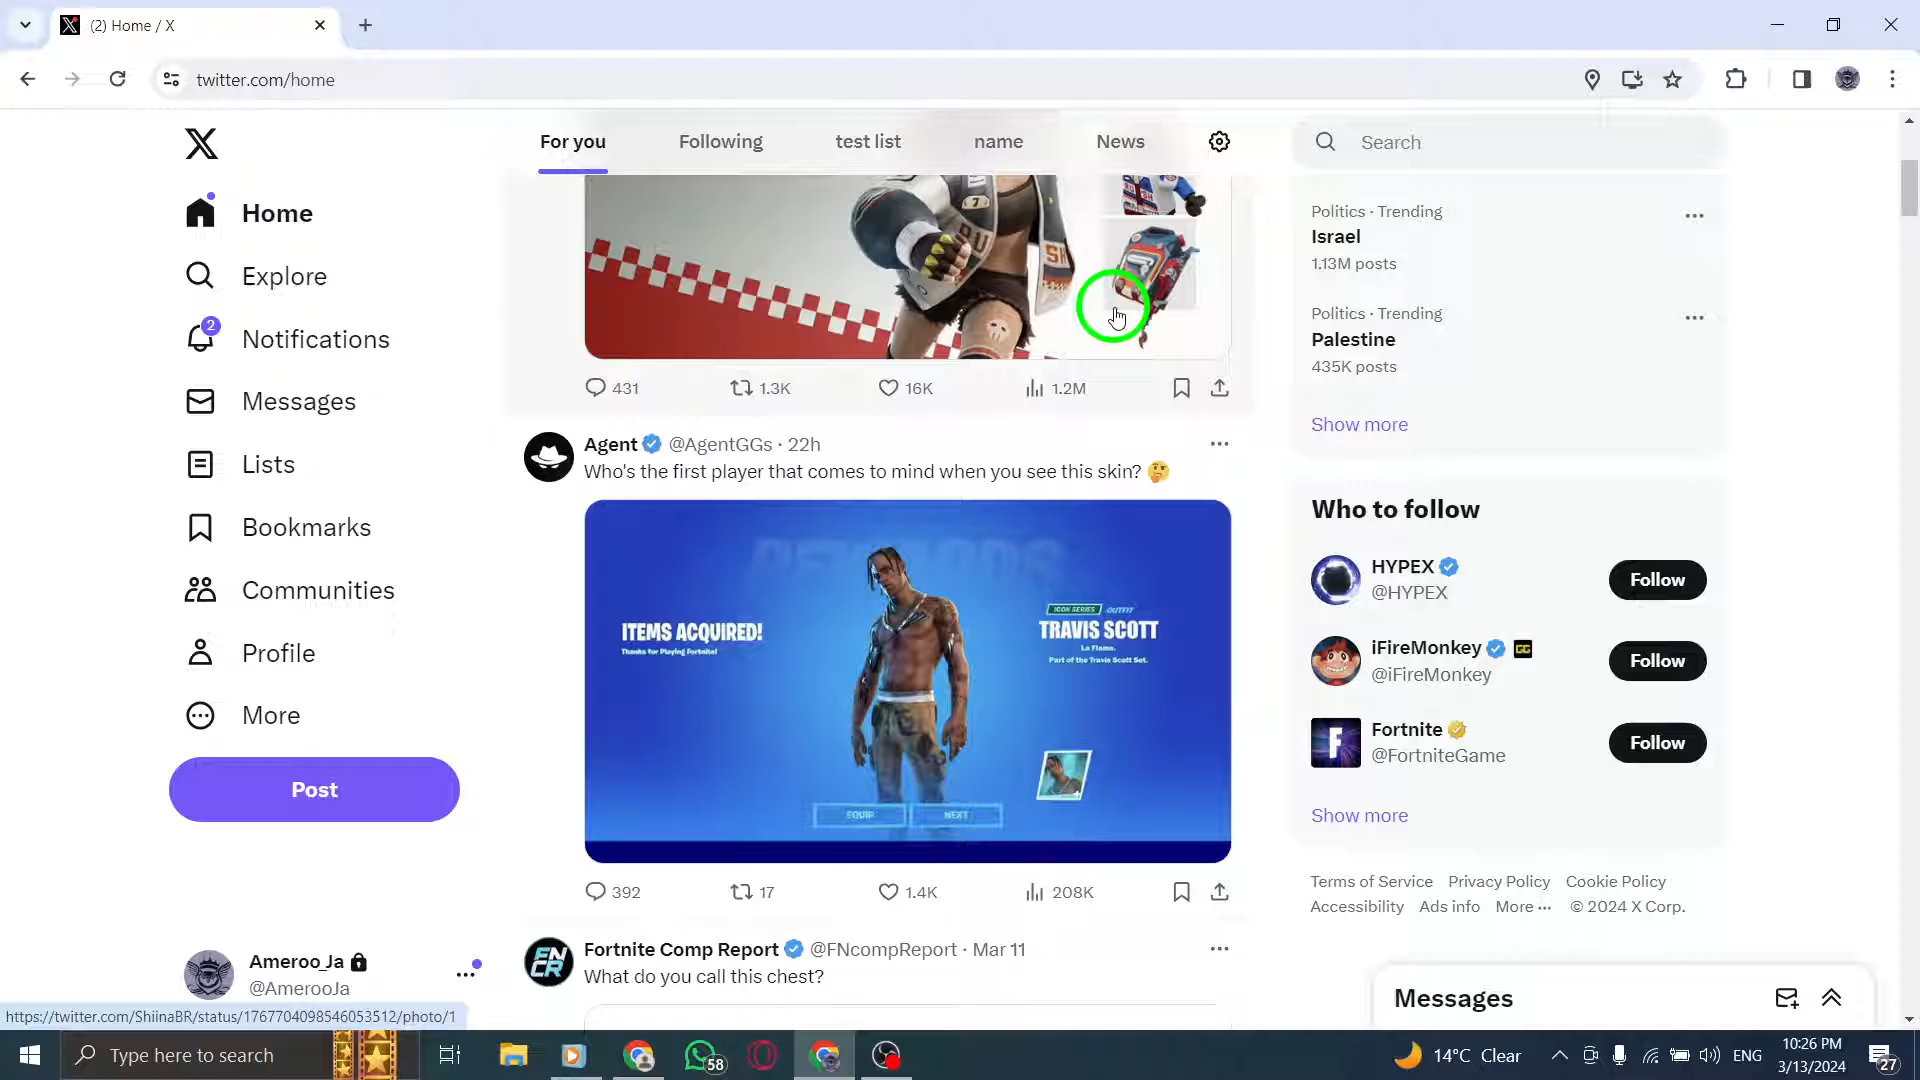 (2) Home / X
twitter.com/home
Home
Explore
2
Notifications
Messages
Lists
Bookmarks
Communities
Profile
More
Post
Ameroo_Ja
@AmerooJa
https://twitter.com/ShiinaBR/status/1767704098546053512/photo/1
For you
Following
test list
name
News
431
1.3K
16K
1.2M
Agent @AgentGGs · 22h
Who's the first player that comes to mind when you see this skin? 🤔
ITEMS ACQUIRED!
Thanks for Playing Fortnite!
ICON SERIES OUTFIT
TRAVIS SCOTT
La Flame.
Part of the Travis Scott Set.
EQUIP
NEXT
392
17
1.4K
208K
FN
CR
Fortnite Comp Report @FNcompReport · Mar 11
What do you call this chest?
Search
Politics · Trending
Israel
1.13M posts
Politics · Trending
Palestine
435K posts
Show more
Who to follow
HYPEX
@HYPEX
Follow
iFireMonkey GG
@iFireMonkey
Follow
Fortnite
@FortniteGame
Follow
Show more
Terms of Service Privacy Policy Cookie Policy
Accessibility Ads info More ··· © 2024 X Corp.
Messages
Type here to search
58
14°C Clear
ENG
10:26 PM
3/13/2024
27